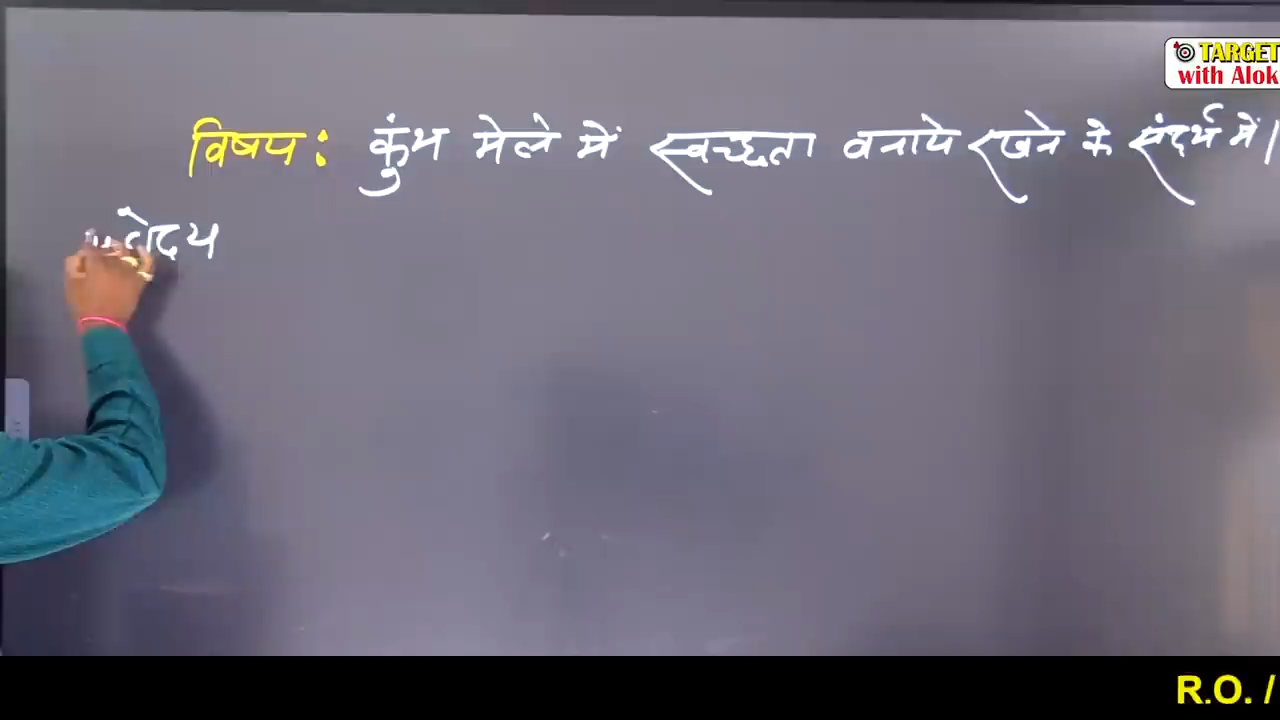 TARGET
with Alok
विषय: कुंभ मेले में स्वच्छता बनाये रखने के संदर्भ में।
R.O. /